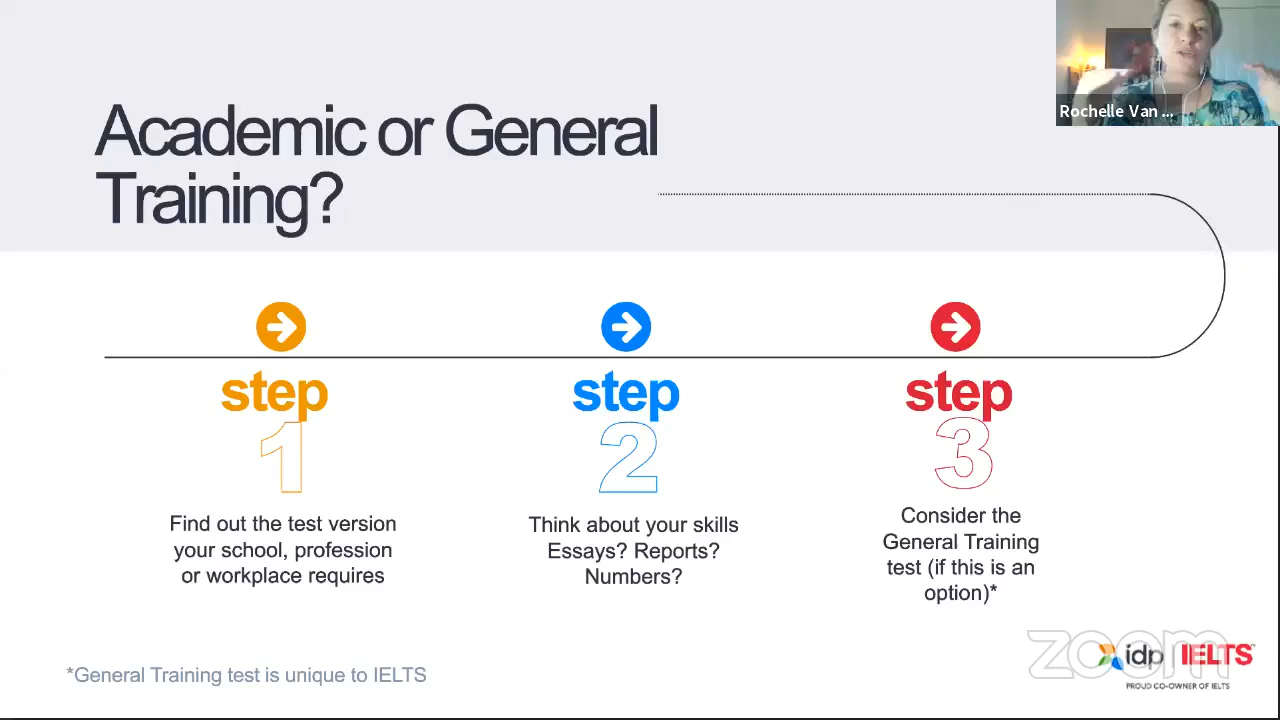 Rochelle Van ...
Academic or General
Training?
step
1
Find out the test version
your school, profession
or workplace requires
step
2
Think about your skills
Essays? Reports?
Numbers?
step
3
Consider the
General Training
test (if this is an
option)*
*General Training test is unique to IELTS
zoom
idp IELTS™
PROUD CO-OWNER OF IELTS